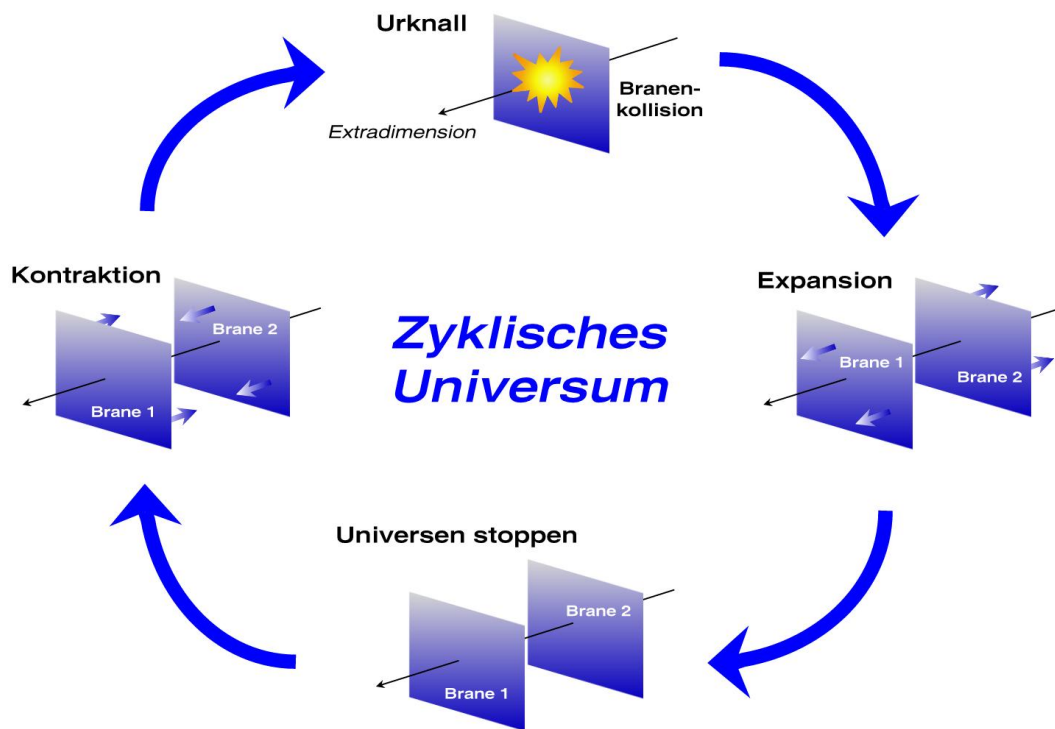 Urknall
Branen-
kollision
Extradimension
Kontraktion
Brane 2
Brane 1
Zyklisches
Universum
Expansion
Brane 1
Brane 2
Universen stoppen
Brane 2
Brane 1